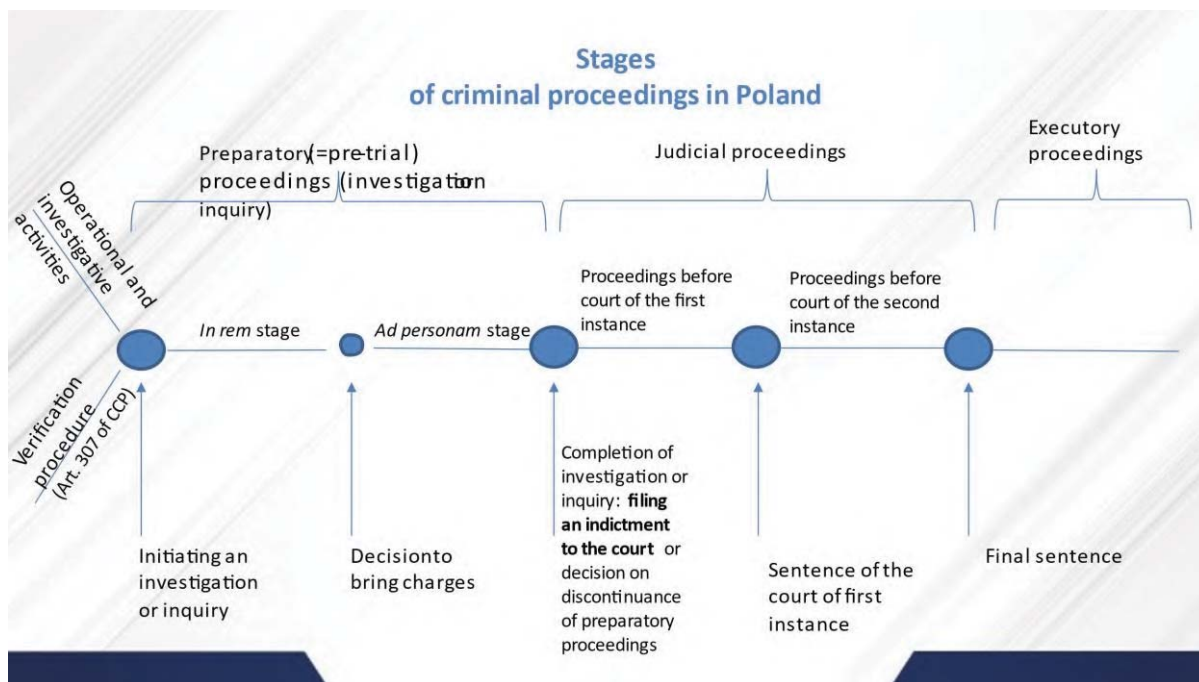 Stages
of criminal proceedings in Poland
Preparatory(=pre-trial)
proceedings (investigation or
inquiry)
Judicial proceedings
Executory
proceedings
Operational and
investigative
activities
Verification
procedure
(Art. 307 of CCP)
In rem stage
Ad personam stage
Proceedings before
court of the first
instance
Proceedings before
court of the second
instance
Initiating an
investigation
or inquiry
Decisionto
bring charges
Completion of
investigation or
inquiry: filing
an indictment
to the court or
decision on
discontinuance
of preparatory
proceedings
Sentence of the
court of first
instance
Final sentence